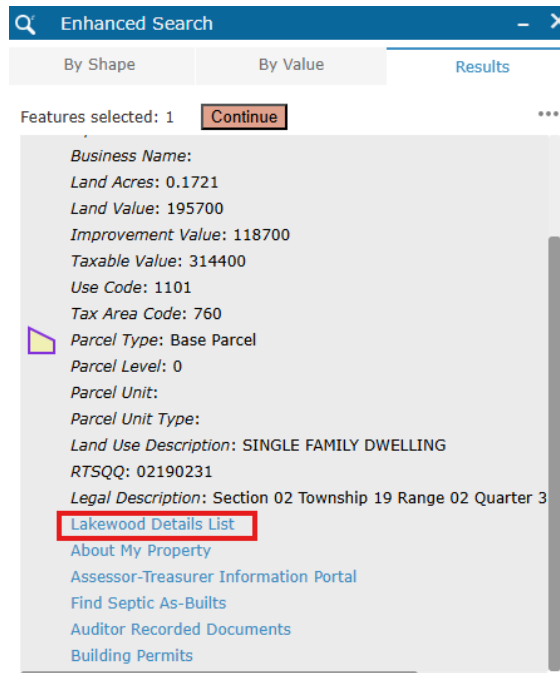 Enhanced Search
By Shape By Value Results
Features selected: 1 Continue
Business Name:
Land Acres: 0.1721
Land Value: 195700
Improvement Value: 118700
Taxable Value: 314400
Use Code: 1101
Tax Area Code: 760
Parcel Type: Base Parcel
Parcel Level: 0
Parcel Unit:
Parcel Unit Type:
Land Use Description: SINGLE FAMILY DWELLING
RTSQQ: 02190231
Legal Description: Section 02 Township 19 Range 02 Quarter 3
Lakewood Details List
About My Property
Assessor-Treasurer Information Portal
Find Septic As-Builts
Auditor Recorded Documents
Building Permits